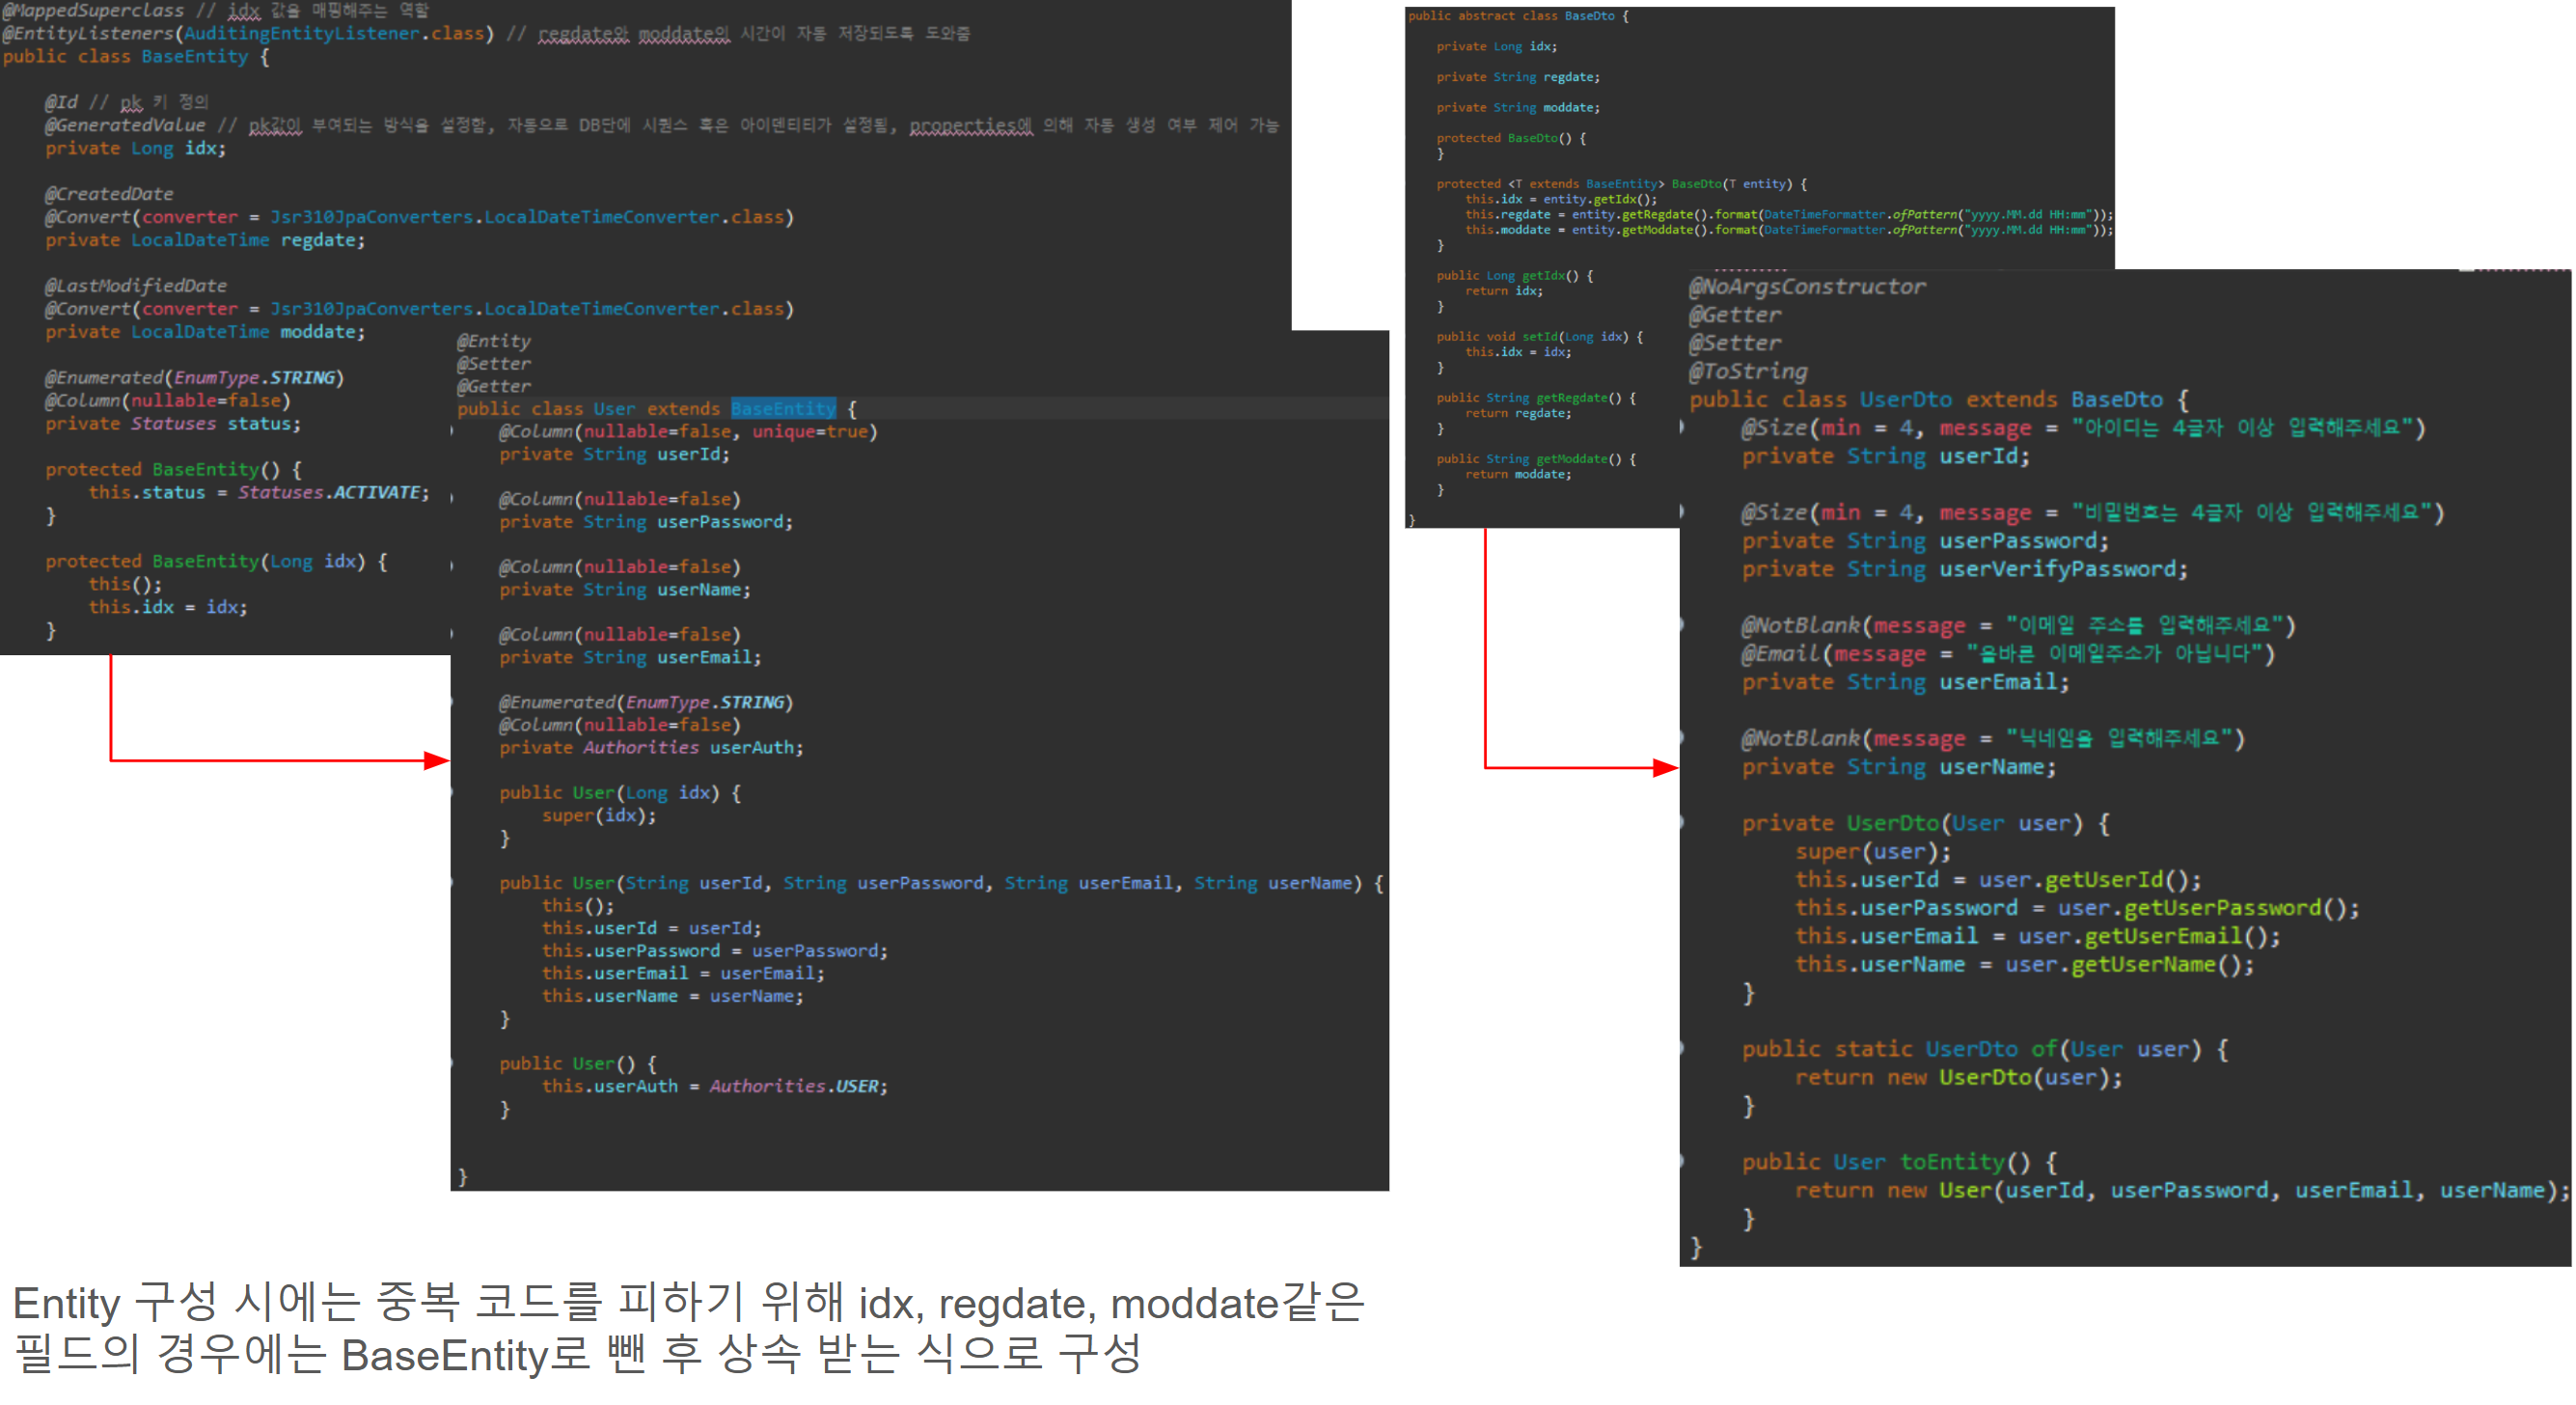 @MappedSuperclass // idx 값을 매핑해주는 역할
@EntityListeners(AuditingEntityListener.class) // regdate와 moddate의 시간이 자동 저장되도록 도와줌
public class BaseEntity {
@Id // pk 키 정의
@GeneratedValue // pk값이 부여되는 방식을 설정함, 자동으로 DB단에 시퀀스 혹은 아이덴티티가 설정됨, properties에 의해 자동 생성 여부 제어 가능
private Long idx;
@CreatedDate
@Convert(converter = Jsr310JpaConverters.LocalDateTimeConverter.class)
private LocalDateTime regdate;
@LastModifiedDate
@Convert(converter = Jsr310JpaConverters.LocalDateTimeConverter.class)
private LocalDateTime moddate;
@Enumerated(EnumType.STRING)
@Column(nullable=false)
private Statuses status;
protected BaseEntity() {
this.status = Statuses.ACTIVATE;
}
protected BaseEntity(Long idx) {
this();
this.idx = idx;
}
@Entity
@Setter
@Getter
public class User extends BaseEntity {
@Column(nullable=false, unique=true)
private String userId;
@Column(nullable=false)
private String userPassword;
@Column(nullable=false)
private String userName;
@Column(nullable=false)
private String userEmail;
@Enumerated(EnumType.STRING)
@Column(nullable=false)
private Authorities userAuth;
public User(Long idx) {
super(idx);
}
public User(String userId, String userPassword, String userEmail, String userName) {
this();
this.userId = userId;
this.userPassword = userPassword;
this.userEmail = userEmail;
this.userName = userName;
}
public User() {
this.userAuth = Authorities.USER;
}
}
public abstract class BaseDto {
private Long idx;
private String regdate;
private String moddate;
protected BaseDto() {
}
protected <T extends BaseEntity> BaseDto(T entity) {
this.idx = entity.getIdx();
this.regdate = entity.getRegdate().format(DateTimeFormatter.ofPattern("yyyy.MM.dd HH:mm"));
this.moddate = entity.getModdate().format(DateTimeFormatter.ofPattern("yyyy.MM.dd HH:mm"));
}
public Long getIdx() {
return idx;
}
public void setId(Long idx) {
this.idx = idx;
}
public String getRegdate() {
return regdate;
}
public String getModdate() {
return moddate;
}
}
@NoArgsConstructor
@Getter
@Setter
@ToString
public class UserDto extends BaseDto {
@Size(min = 4, message = "아이디는 4글자 이상 입력해주세요")
private String userId;
@Size(min = 4, message = "비밀번호는 4글자 이상 입력해주세요")
private String userPassword;
private String userVerifyPassword;
@NotBlank(message = "이메일 주소를 입력해주세요")
@Email(message = "올바른 이메일주소가 아닙니다")
private String userEmail;
@NotBlank(message = "닉네임을 입력해주세요")
private String userName;
private UserDto(User user) {
super(user);
this.userId = user.getUserId();
this.userPassword = user.getUserPassword();
this.userEmail = user.getUserEmail();
this.userName = user.getUserName();
}
public static UserDto of(User user) {
return new UserDto(user);
}
public User toEntity() {
return new User(userId, userPassword, userEmail, userName);
}
}
Entity 구성 시에는 중복 코드를 피하기 위해 idx, regdate, moddate같은
필드의 경우에는 BaseEntity로 뺀 후 상속 받는 식으로 구성